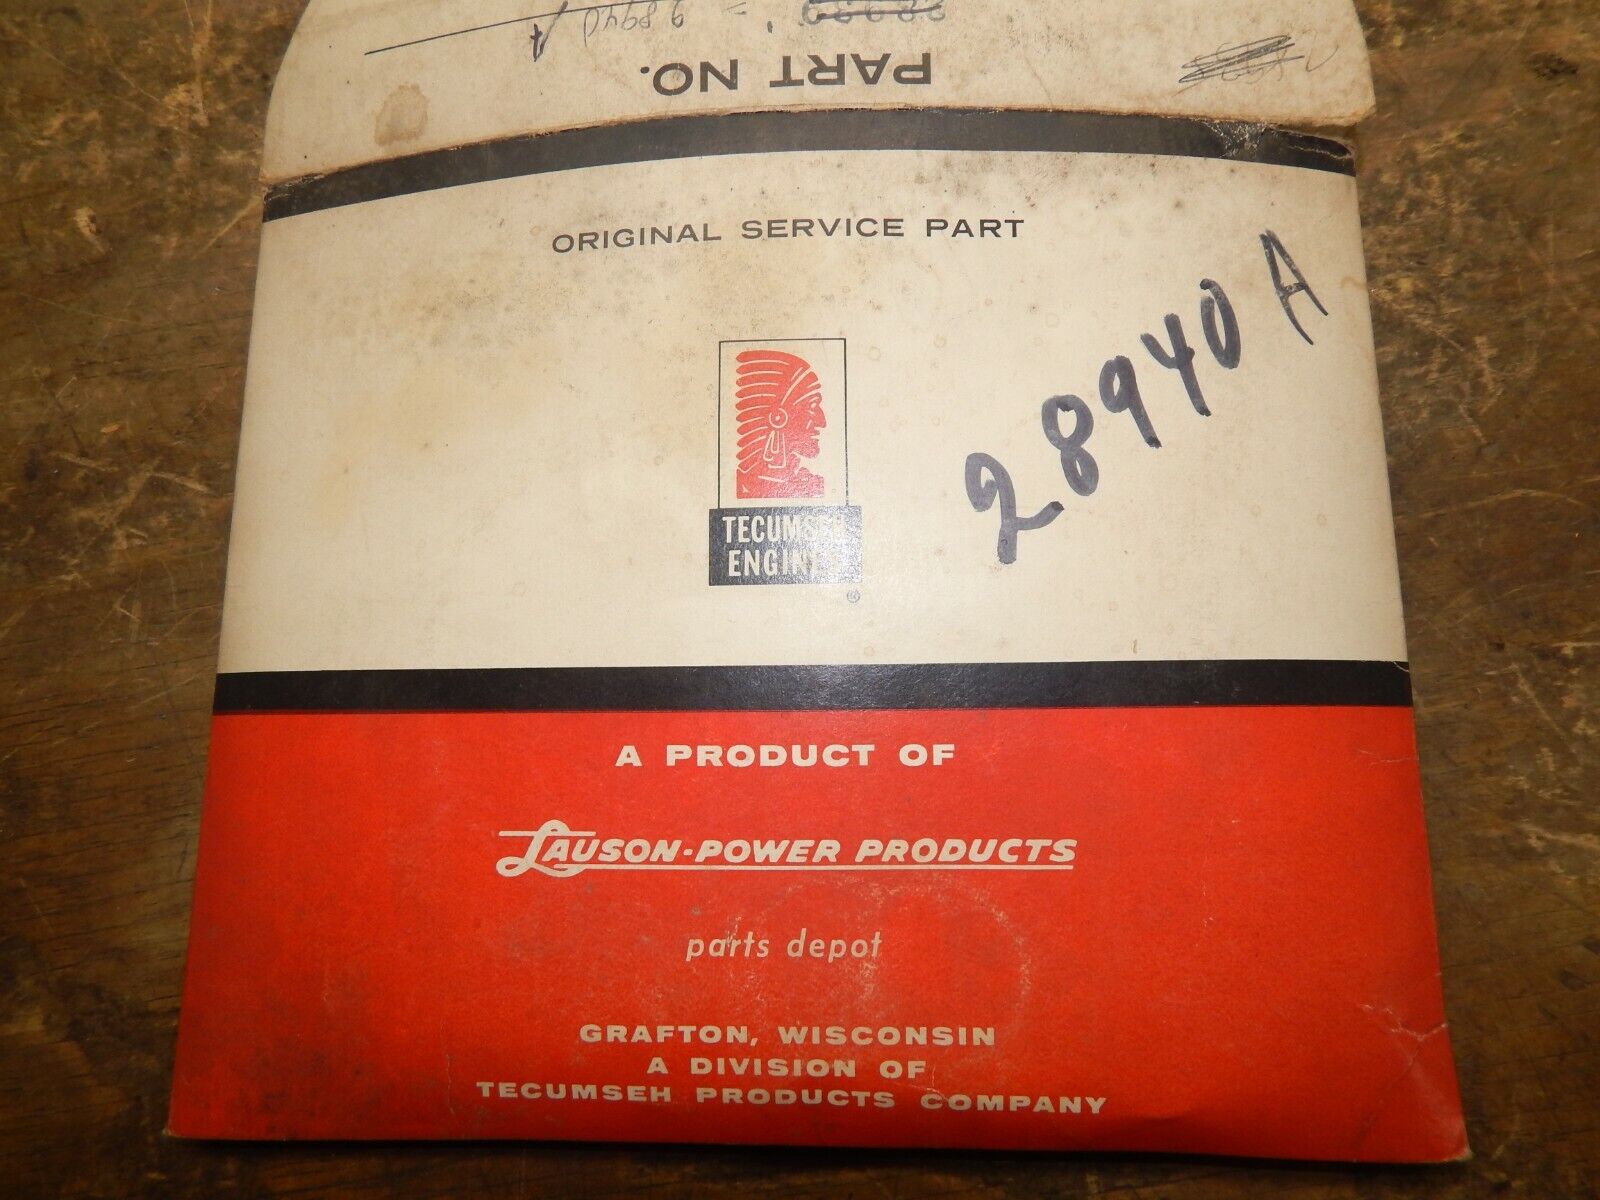 PART NO.
ORIGINAL SERVICE PART
28940 A
TECUMSEH
ENGINES
®
A PRODUCT OF
LAUSON-POWER PRODUCTS
parts depot
GRAFTON, WISCONSIN
A DIVISION OF
TECUMSEH PRODUCTS COMPANY